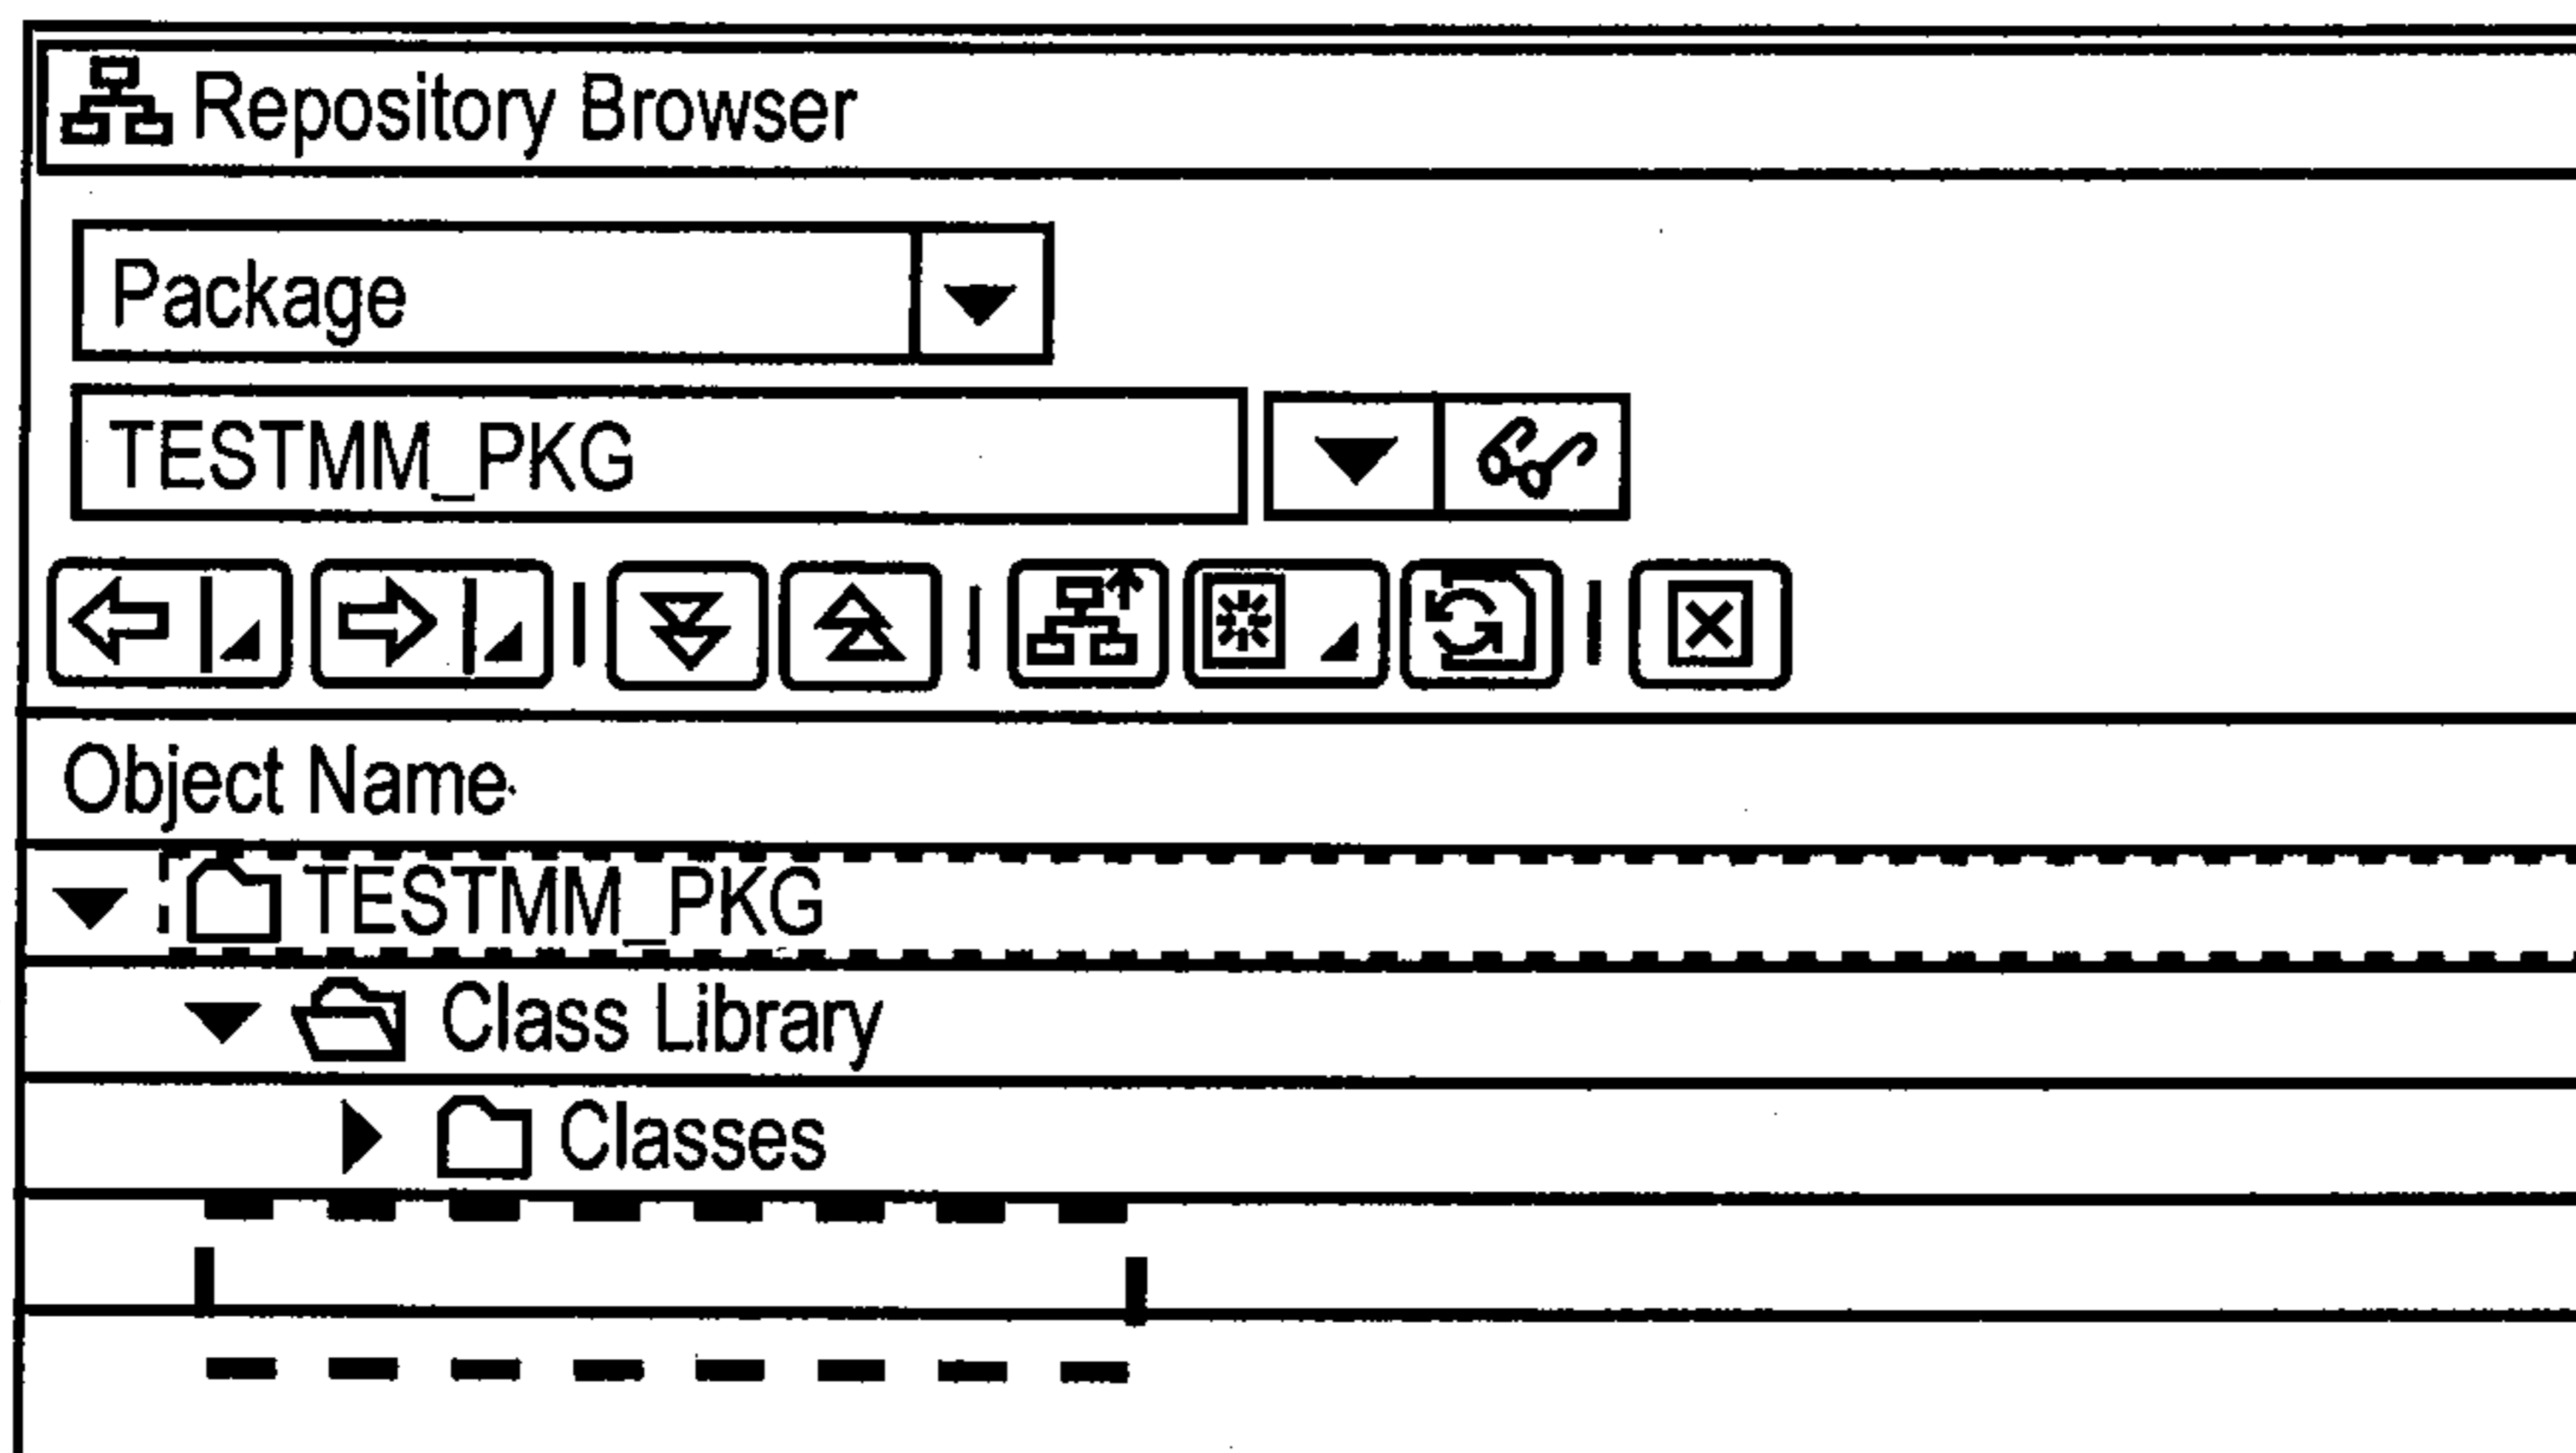 Repository Browser
Package
TESTMM_PKG
Object Name
TESTMM_PKG
Class Library
Classes